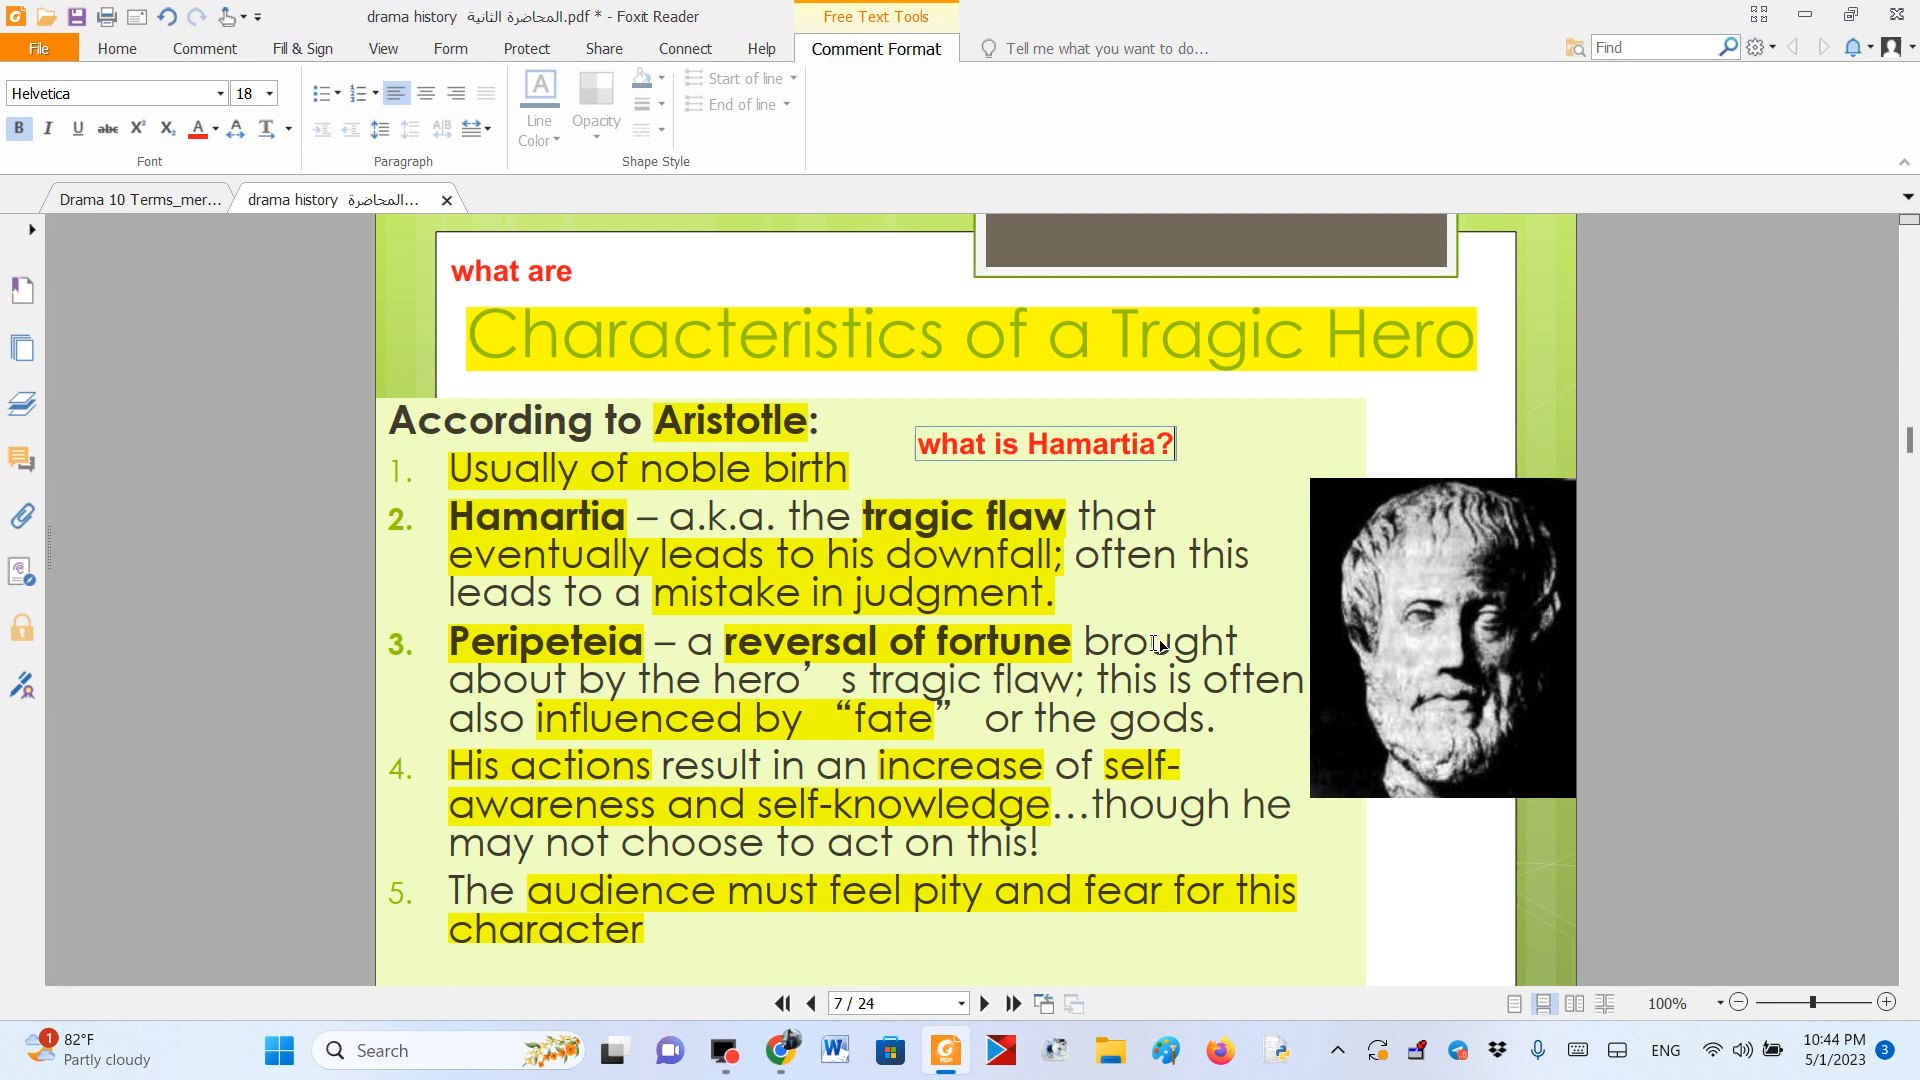 drama history المحاضرة الثانية.pdf * - Foxit Reader
Free Text Tools
File Home Comment Fill & Sign View Form Protect Share Connect Help Comment Format Tell me what you want to do... Find
Helvetica 18 Start of line
End of line
Line Color Opacity
Font Paragraph Shape Style
Drama 10 Terms_mer... drama history المحاضرة...
what are
Characteristics of a Tragic Hero
According to Aristotle:
what is Hamartia?
1. Usually of noble birth
2. Hamartia – a.k.a. the tragic flaw that
eventually leads to his downfall; often this
leads to a mistake in judgment.
3. Peripeteia – a reversal of fortune brought
about by the hero’ s tragic flaw; this is often
also influenced by “fate” or the gods.
4. His actions result in an increase of self-
awareness and self-knowledge…though he
may not choose to act on this!
5. The audience must feel pity and fear for this
character
7 / 24 100%
82°F
Partly cloudy
Search
ENG
10:44 PM
5/1/2023